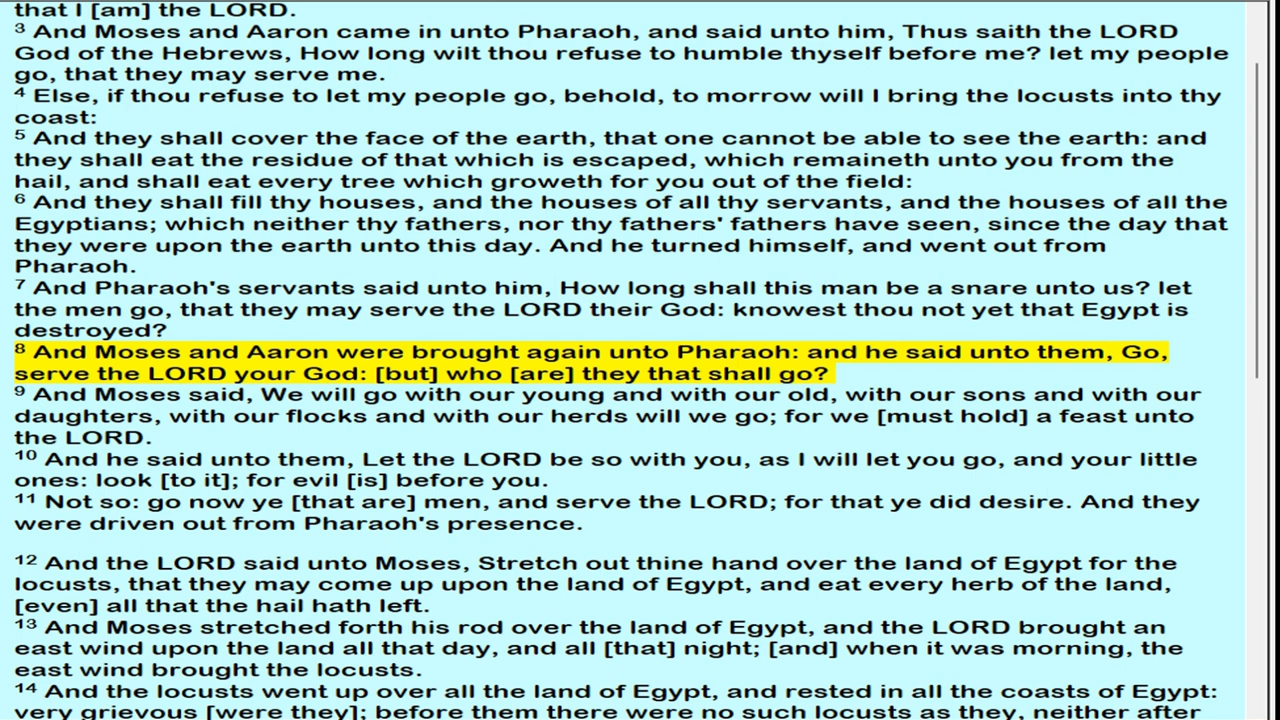 that I [am] the LORD.
3 And Moses and Aaron came in unto Pharaoh, and said unto him, Thus saith the LORD
God of the Hebrews, How long wilt thou refuse to humble thyself before me? let my people
go, that they may serve me.
4 Else, if thou refuse to let my people go, behold, to morrow will I bring the locusts into thy
coast:
5 And they shall cover the face of the earth, that one cannot be able to see the earth: and
they shall eat the residue of that which is escaped, which remaineth unto you from the
hail, and shall eat every tree which groweth for you out of the field:
6 And they shall fill thy houses, and the houses of all thy servants, and the houses of all the
Egyptians; which neither thy fathers, nor thy fathers' fathers have seen, since the day that
they were upon the earth unto this day. And he turned himself, and went out from
Pharaoh.
7 And Pharaoh's servants said unto him, How long shall this man be a snare unto us? let
the men go, that they may serve the LORD their God: knowest thou not yet that Egypt is
destroyed?
8 And Moses and Aaron were brought again unto Pharaoh: and he said unto them, Go,
serve the LORD your God: [but] who [are] they that shall go?
9 And Moses said, We will go with our young and with our old, with our sons and with our
daughters, with our flocks and with our herds will we go; for we [must hold] a feast unto
the LORD.
10 And he said unto them, Let the LORD be so with you, as I will let you go, and your little
ones: look [to it]; for evil [is] before you.
11 Not so: go now ye [that are] men, and serve the LORD; for that ye did desire. And they
were driven out from Pharaoh's presence.
12 And the LORD said unto Moses, Stretch out thine hand over the land of Egypt for the
locusts, that they may come up upon the land of Egypt, and eat every herb of the land,
[even] all that the hail hath left.
13 And Moses stretched forth his rod over the land of Egypt, and the LORD brought an
east wind upon the land all that day, and all [that] night; [and] when it was morning, the
east wind brought the locusts.
14 And the locusts went up over all the land of Egypt, and rested in all the coasts of Egypt:
very grievous [were they]; before them there were no such locusts as they, neither after